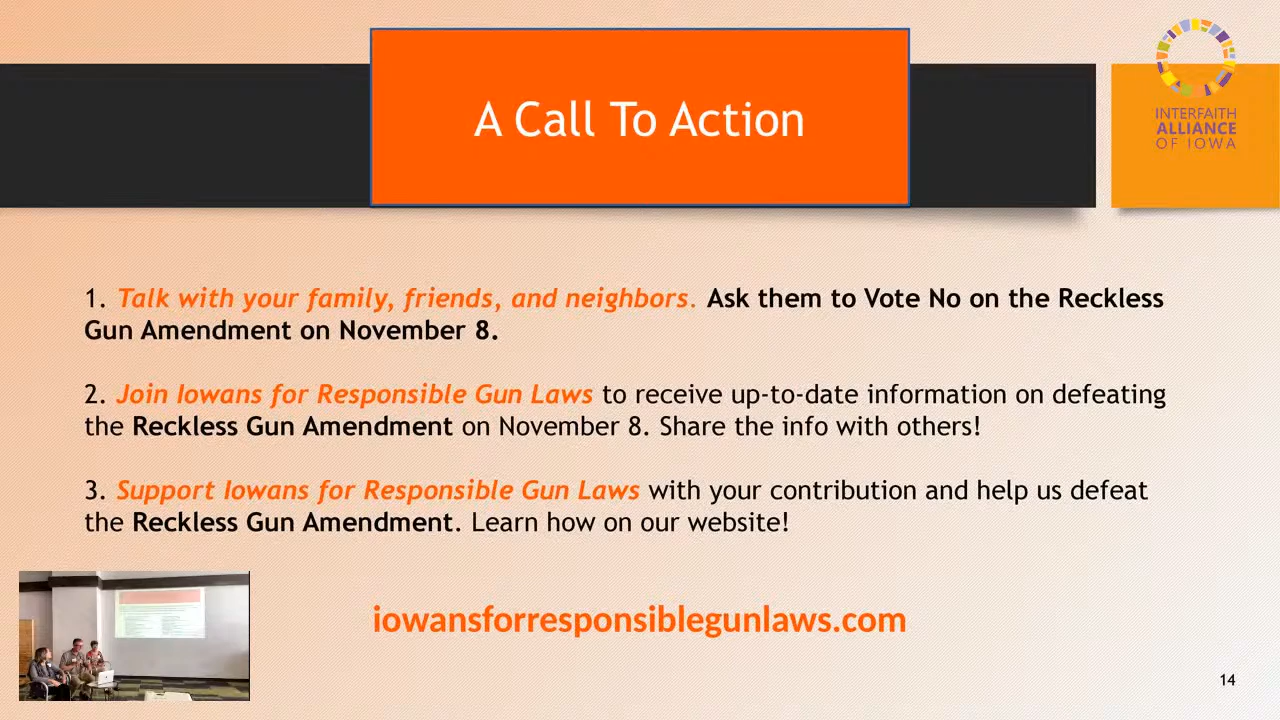 A Call To Action
INTERFAITH
ALLIANCE
OF IOWA
1. Talk with your family, friends, and neighbors. Ask them to Vote No on the Reckless
Gun Amendment on November 8.
2. Join Iowans for Responsible Gun Laws to receive up-to-date information on defeating
the Reckless Gun Amendment on November 8. Share the info with others!
3. Support Iowans for Responsible Gun Laws with your contribution and help us defeat
the Reckless Gun Amendment. Learn how on our website!
iowansforresponsiblegunlaws.com
14